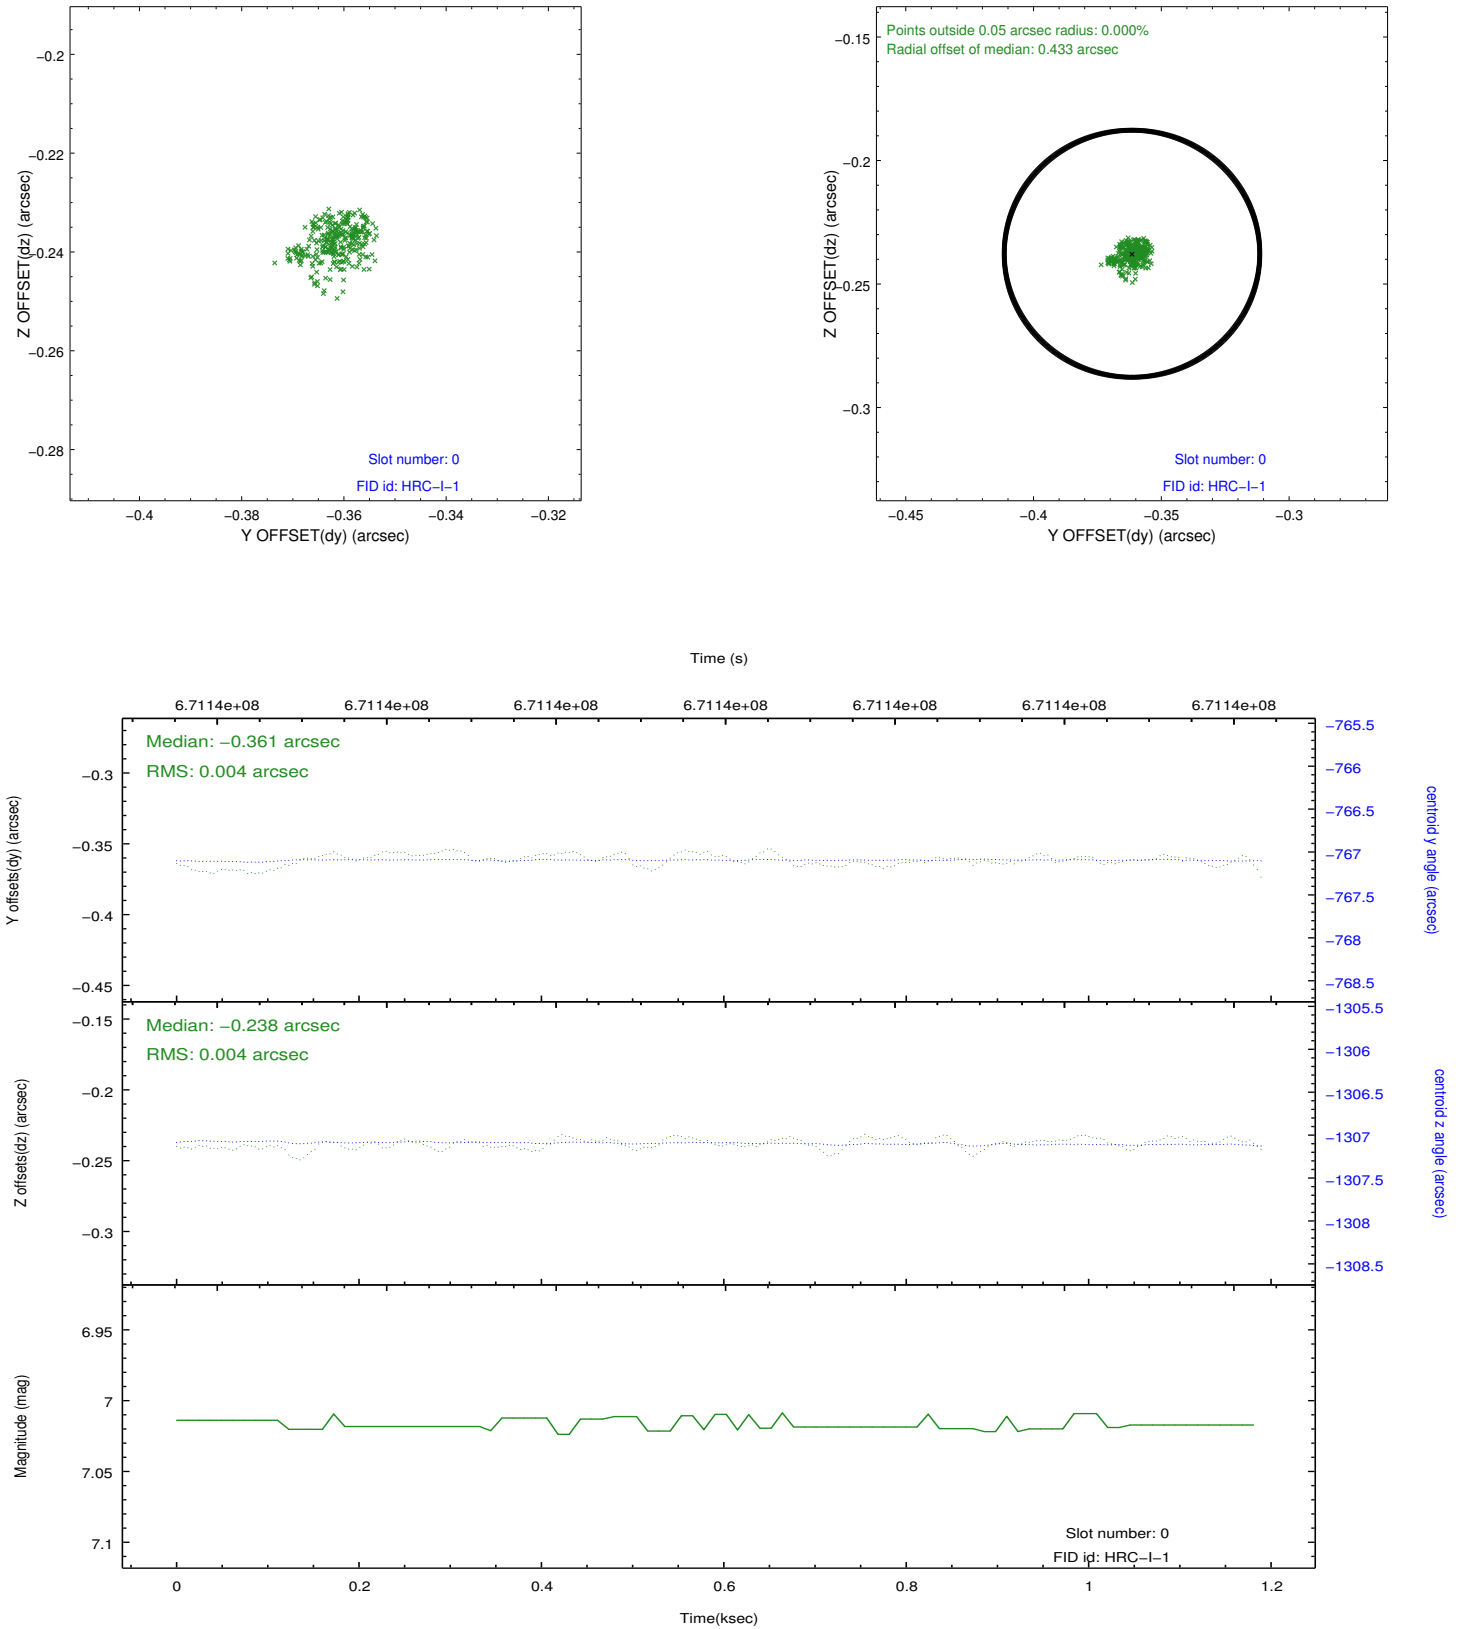 −0.2
−0.22
−0.24
−0.26
−0.28
Z OFFSET(dz) (arcsec)
Slot number: 0
FID id: HRC−I−1
−0.4
−0.38
−0.36
−0.34
−0.32
Y OFFSET(dy) (arcsec)
Points outside 0.05 arcsec radius: 0.000%
Radial offset of median: 0.433 arcsec
−0.15
−0.2
−0.25
−0.3
Z OFFSET(dz) (arcsec)
Slot number: 0
FID id: HRC−I−1
−0.45
−0.4
−0.35
−0.3
Y OFFSET(dy) (arcsec)
Time (s)
6.7114e+08
6.7114e+08
6.7114e+08
6.7114e+08
6.7114e+08
6.7114e+08
6.7114e+08
Median: −0.361 arcsec
RMS: 0.004 arcsec
−0.3
−0.35
−0.4
−0.45
Y offsets(dy) (arcsec)
−765.5
−766
−766.5
−767
−767.5
−768
−768.5
centroid y angle (arcsec)
Median: −0.238 arcsec
RMS: 0.004 arcsec
−0.15
−0.2
−0.25
−0.3
Z offsets(dz) (arcsec)
−1305.5
−1306
−1306.5
−1307
−1307.5
−1308
−1308.5
centroid z angle (arcsec)
6.95
7
7.05
7.1
Magnitude (mag)
Slot number: 0
FID id: HRC−I−1
0
0.2
0.4
0.6
0.8
1
1.2
Time(ksec)